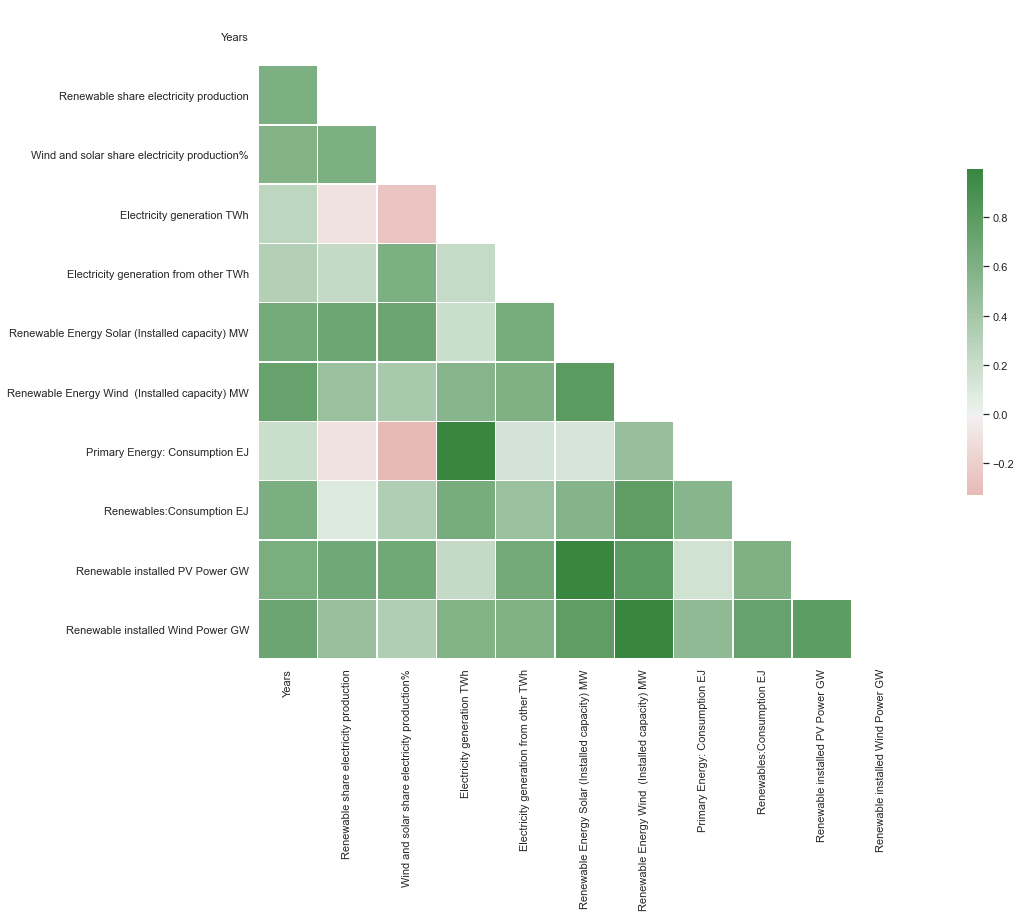 Years
Renewable share electricity production
Wind and solar share electricity production%
Electricity generation TWh
Electricity generation from other TWh
Renewable Energy Solar (Installed capacity) MW
Renewable Energy Wind  (Installed capacity) MW
Primary Energy: Consumption EJ
Renewables:Consumption EJ
Renewable installed PV Power GW
Renewable installed Wind Power GW
Years
Renewable share electricity production
Wind and solar share electricity production%
Electricity generation TWh
Electricity generation from other TWh
Renewable Energy Solar (Installed capacity) MW
Renewable Energy Wind  (Installed capacity) MW
Primary Energy: Consumption EJ
Renewables:Consumption EJ
Renewable installed PV Power GW
Renewable installed Wind Power GW
0.8
0.6
0.4
0.2
0.0
−0.2